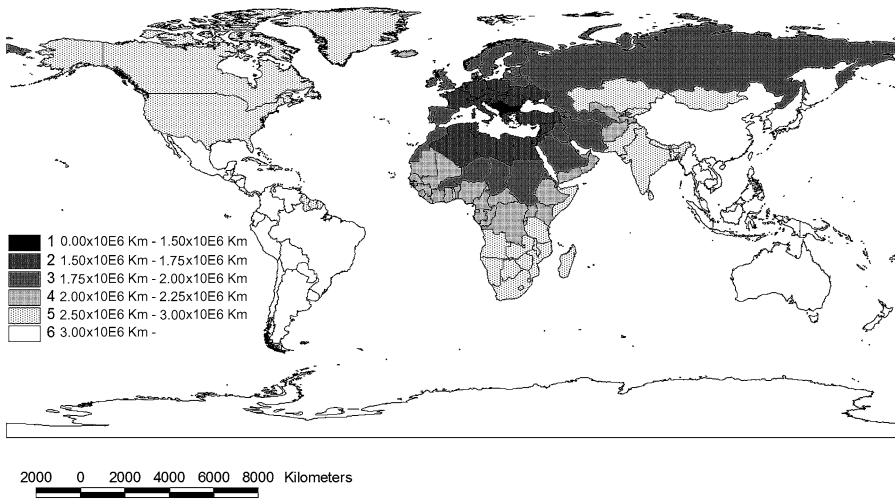 1 0.00x10E6 Km - 1.50x10E6 Km
2 1.50x10E6 Km - 1.75x10E6 Km
3 1.75x10E6 Km - 2.00x10E6 Km
4 2.00x10E6 Km - 2.25x10E6 Km
5 2.50x10E6 Km - 3.00x10E6 Km
6 3.00x10E6 Km -
2000 0 2000 4000 6000 8000 Kilometers